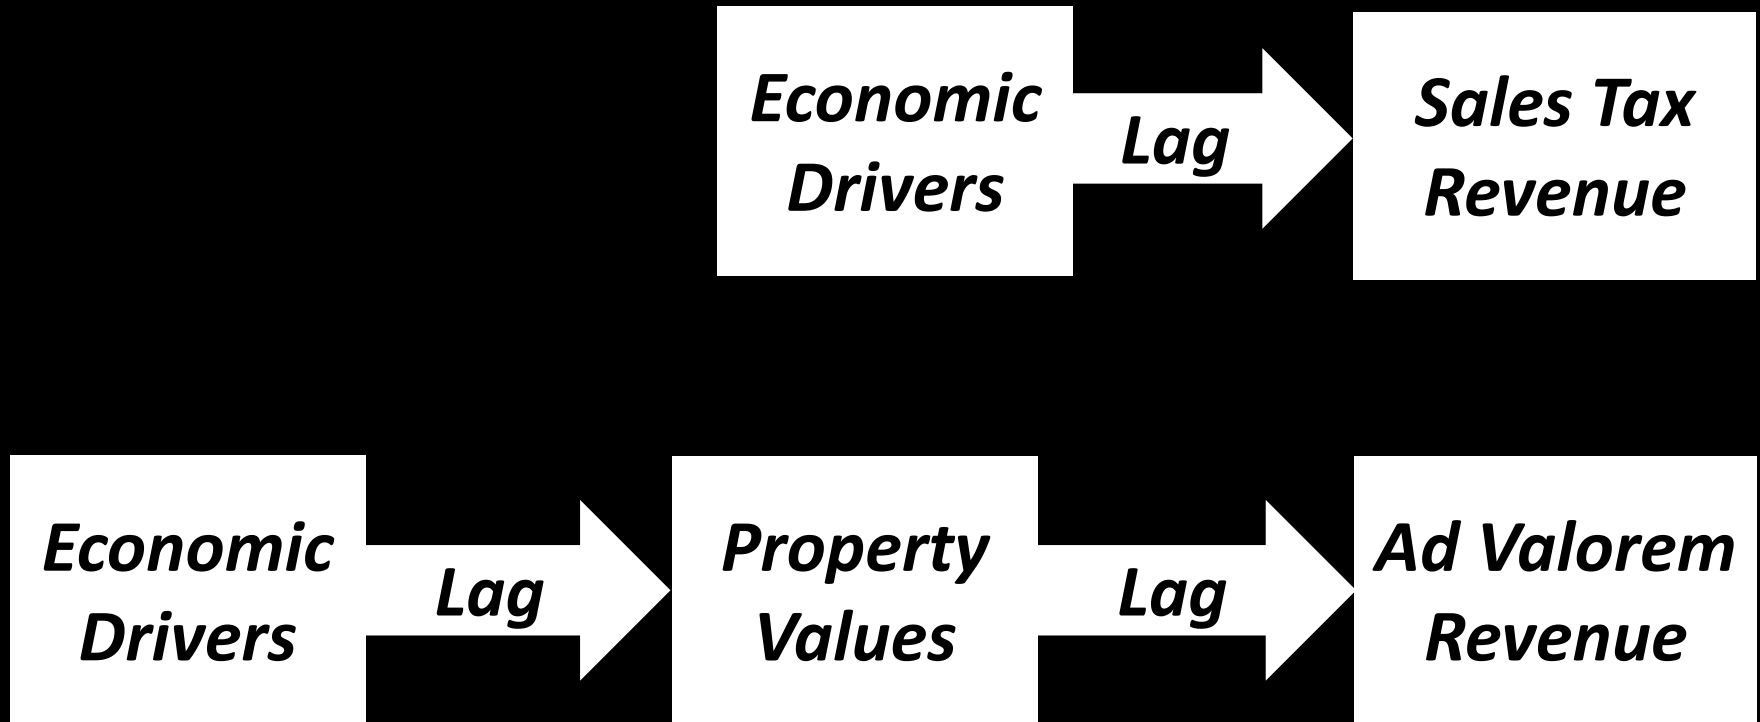 Economic
Drivers
Lag
Sales Tax
Revenue
Economic
Drivers
Lag
Property
Values
Lag
Ad Valorem
Revenue